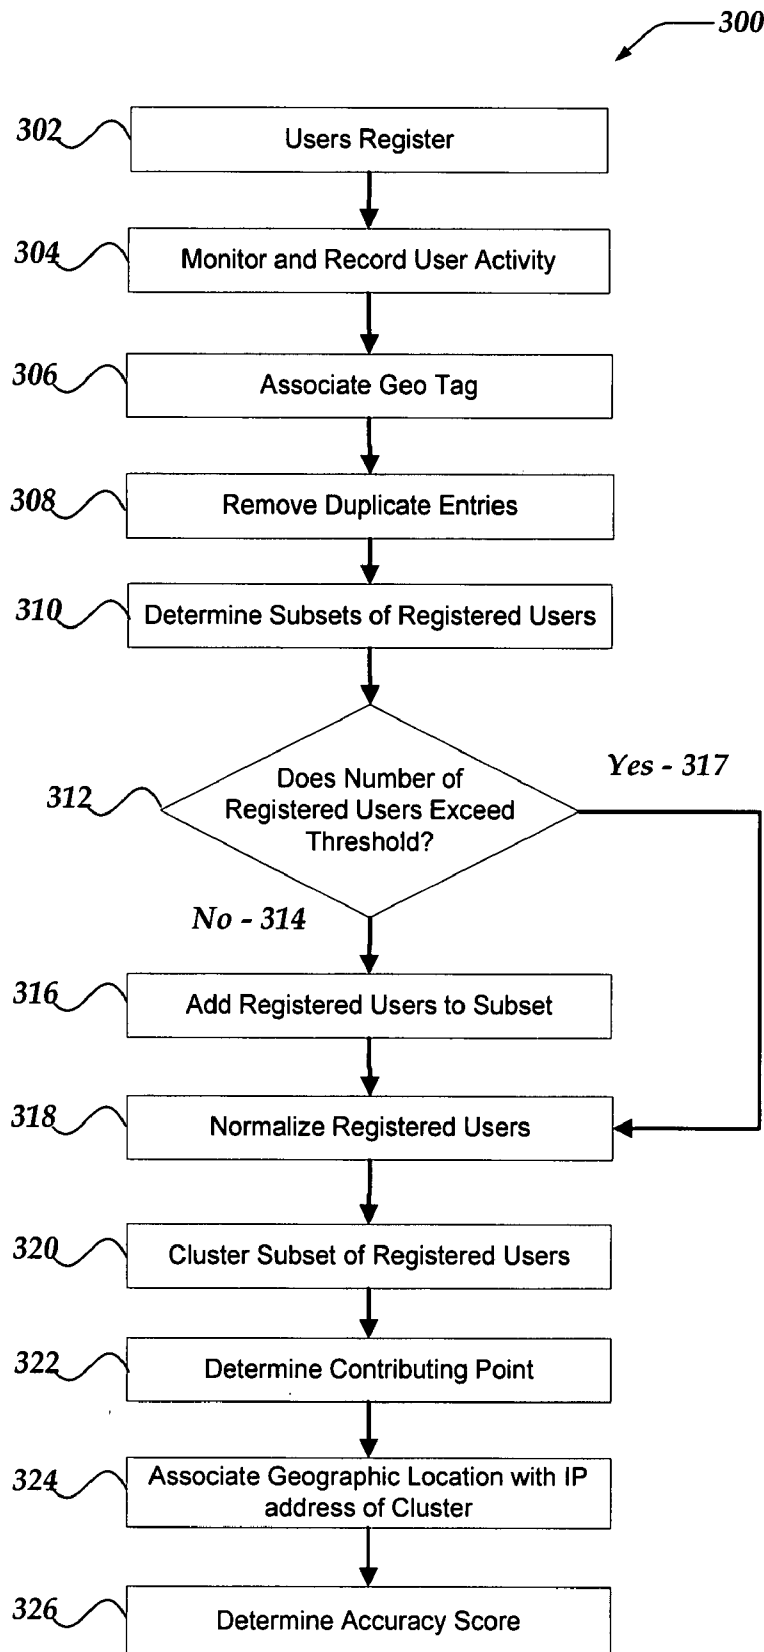 300
302
Users Register
304
Monitor and Record User Activity
306
Associate Geo Tag
308
Remove Duplicate Entries
310
Determine Subsets of Registered Users
312
Does Number of
Registered Users Exceed
Threshold?
Yes - 317
No - 314
316
Add Registered Users to Subset
318
Normalize Registered Users
320
Cluster Subset of Registered Users
322
Determine Contributing Point
324
Associate Geographic Location with IP
address of Cluster
326
Determine Accuracy Score